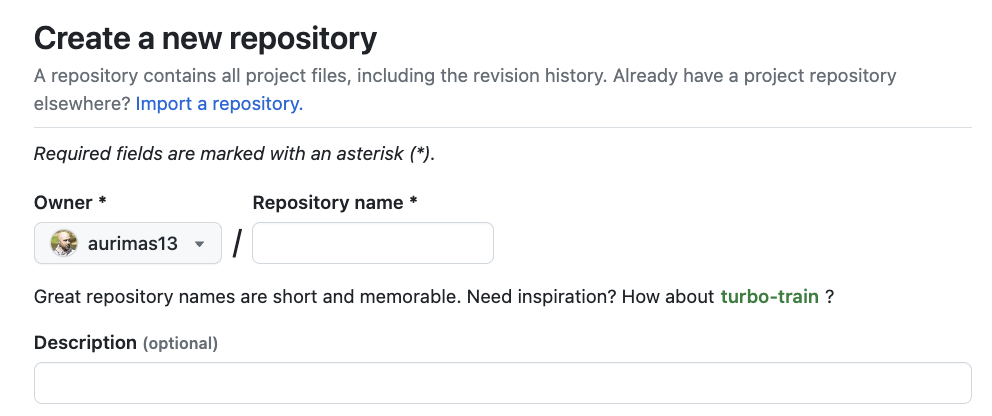 Create a new repository
A repository contains all project files, including the revision history. Already have a project repository
elsewhere? Import a repository.
Required fields are marked with an asterisk (*).
Owner * Repository name *
aurimas13 /
Great repository names are short and memorable. Need inspiration? How about turbo-train ?
Description (optional)